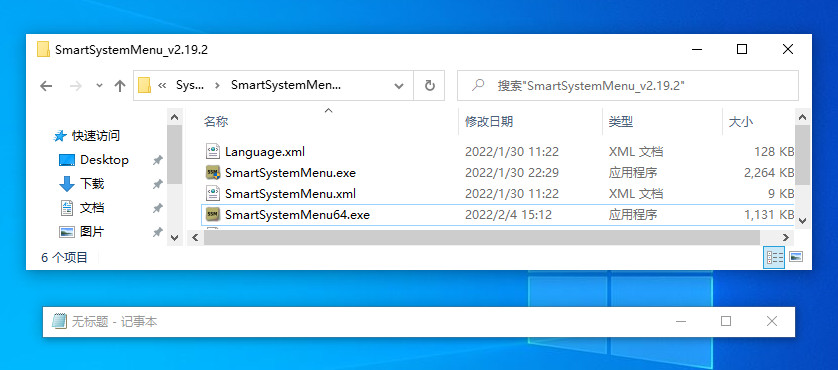 SmartSystemMenu_v2.19.2
« Sys... > SmartSystemMen...
搜索"SmartSystemMenu_v2.19.2"
名称 修改日期 类型 大小
快速访问
Desktop
下载
文档
图片
Language.xml 2022/1/30 11:22 XML 文档 128 KB
SmartSystemMenu.exe 2022/1/30 22:29 应用程序 2,264 KB
SmartSystemMenu.xml 2022/1/30 11:22 XML 文档 9 KB
SSM SmartSystemMenu64.exe 2022/2/4 15:12 应用程序 1,131 KB
6 个项目
无标题 - 记事本